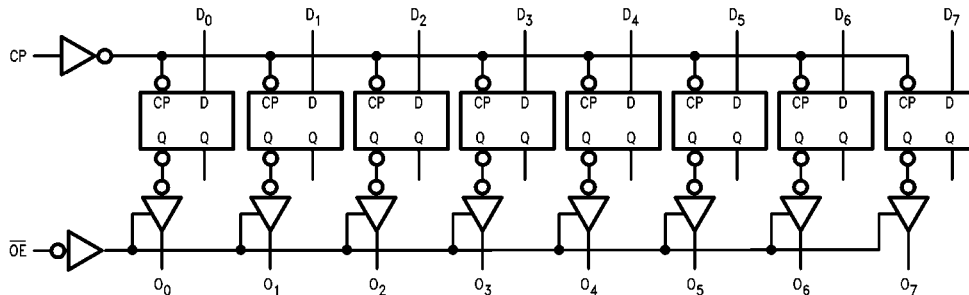 D0 D1 D2 D3 D4 D5 D6 D7
CP
CP D CP D CP D CP D CP D CP D CP D CP D
Q Q Q Q Q Q Q Q Q Q Q Q Q Q Q Q
O̅E̅
O0 O1 O2 O3 O4 O5 O6 O7